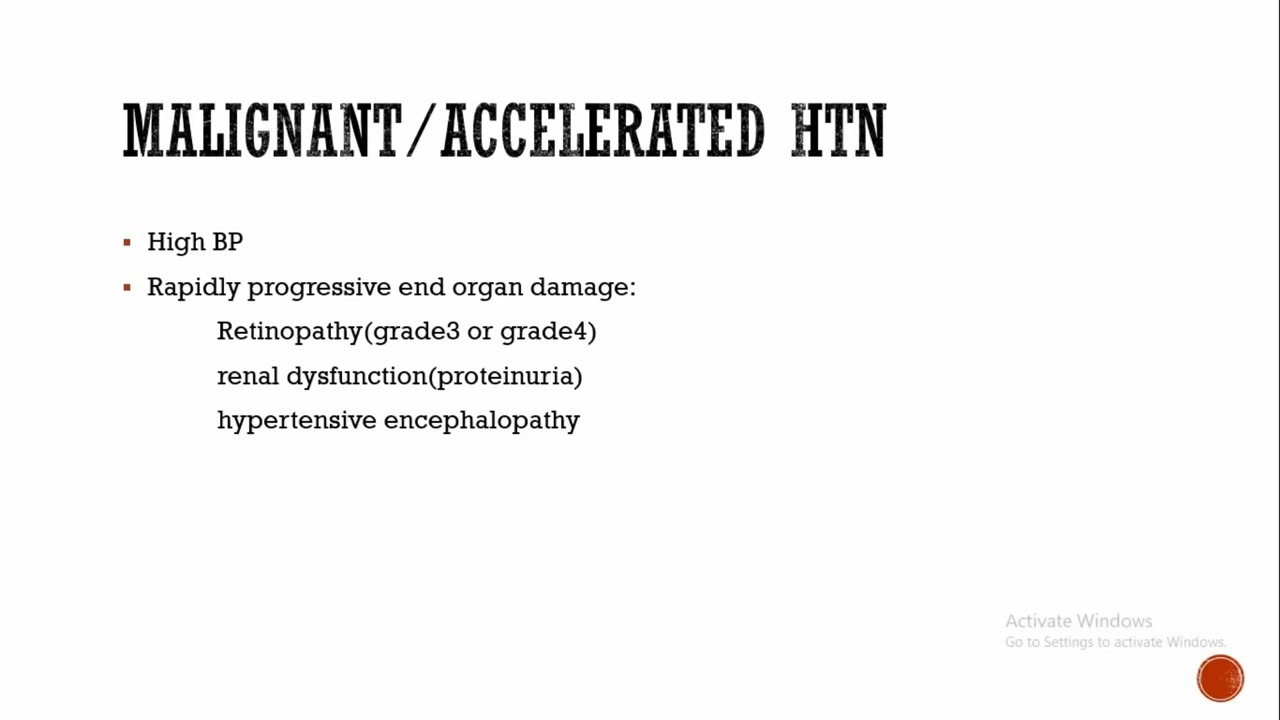 MALIGNANT/ACCELERATED HTN
▪ High BP
▪ Rapidly progressive end organ damage:
Retinopathy(grade3 or grade4)
renal dysfunction(proteinuria)
hypertensive encephalopathy
Activate Windows
Go to Settings to activate Windows.